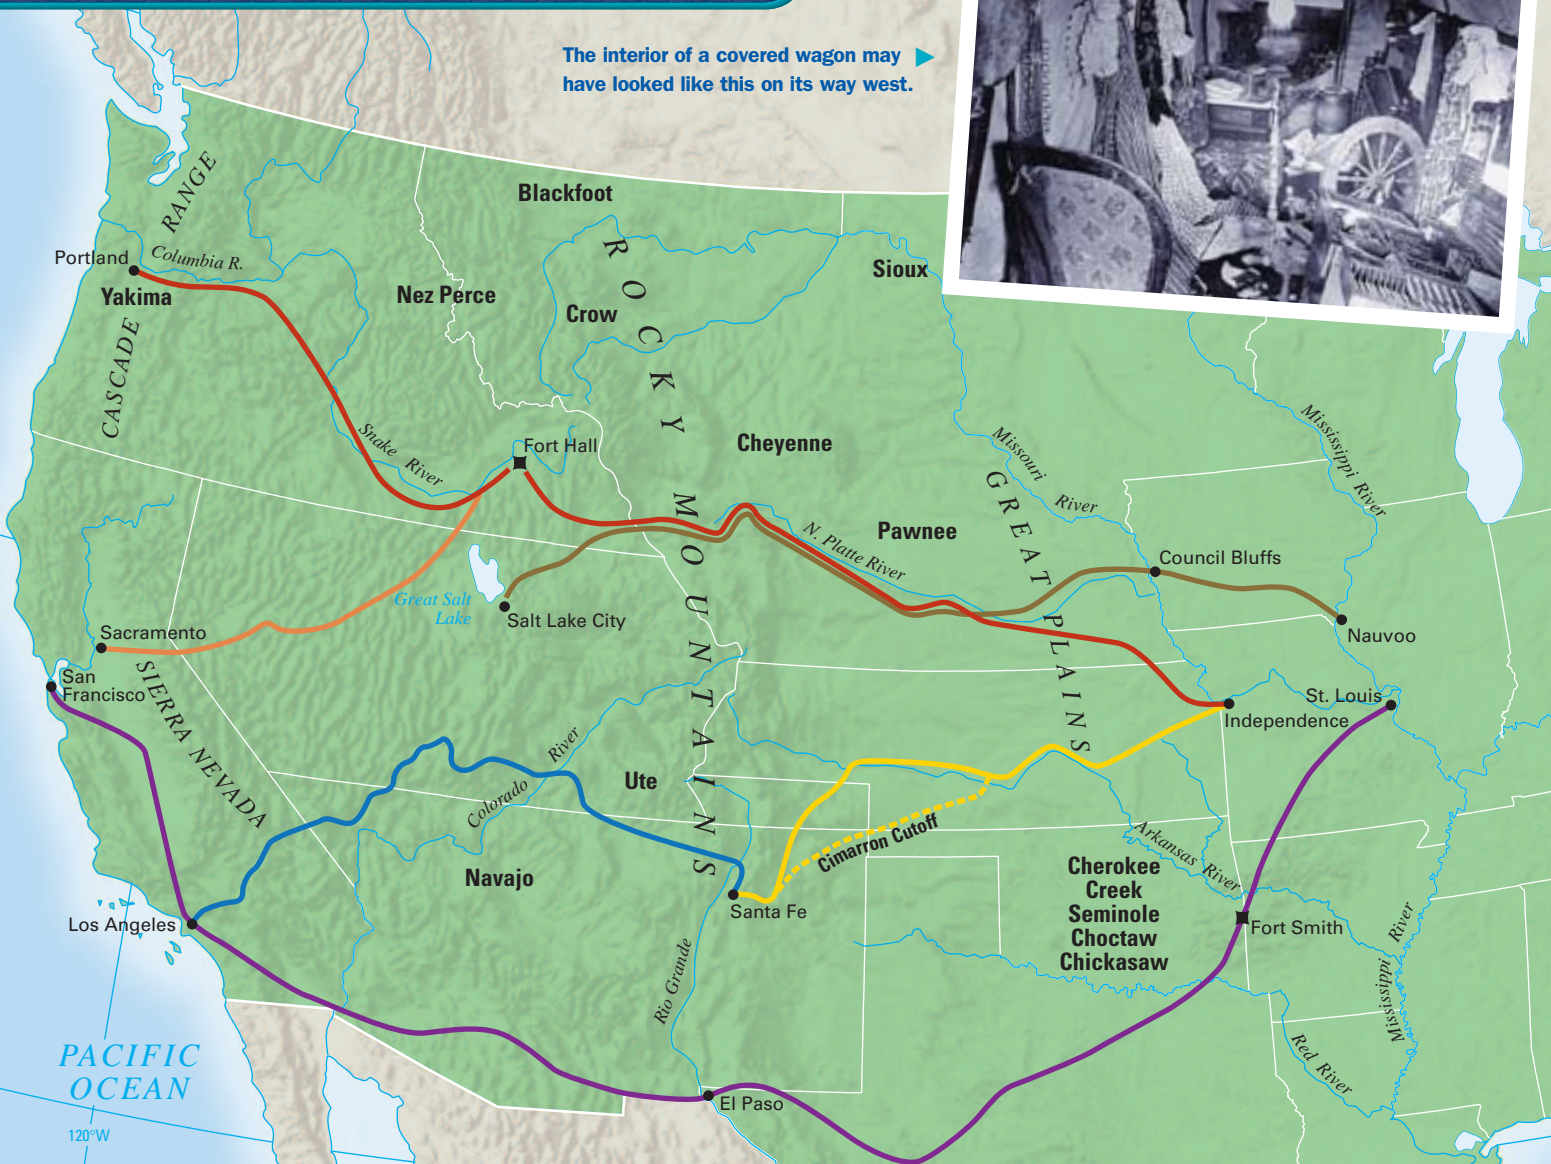 The interior of a covered wagon may
have looked like this on its way west.
Blackfoot
CASCADE RANGE
Portland
Columbia R.
Yakima
Nez Perce
Crow
Sioux
ROCKY MOUNTAINS
Snake River
Fort Hall
Cheyenne
Missouri River
Mississippi River
GREAT PLAINS
Pawnee
N. Platte River
Council Bluffs
Great Salt
Lake
Salt Lake City
Nauvoo
Sacramento
San
Francisco
SIERRA NEVADA
St. Louis
Independence
Colorado River
Ute
Cimarron Cutoff
Arkansas River
Navajo
Cherokee
Creek
Seminole
Choctaw
Chickasaw
Santa Fe
Los Angeles
Fort Smith
Rio Grande
Mississippi River
Red River
PACIFIC
OCEAN
El Paso
120°W